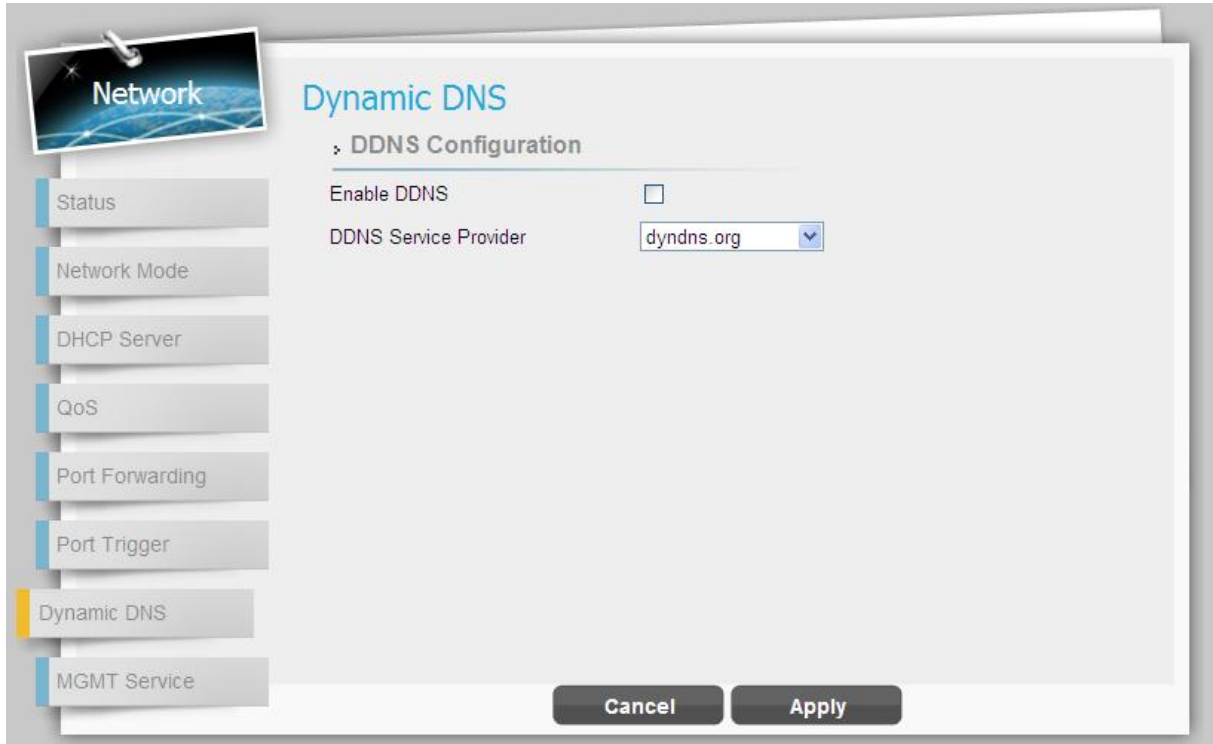 Network
Dynamic DNS
DDNS Configuration
Enable DDNS
DDNS Service Provider dyndns.org
Status
Network Mode
DHCP Server
QoS
Port Forwarding
Port Trigger
Dynamic DNS
MGMT Service
Cancel Apply